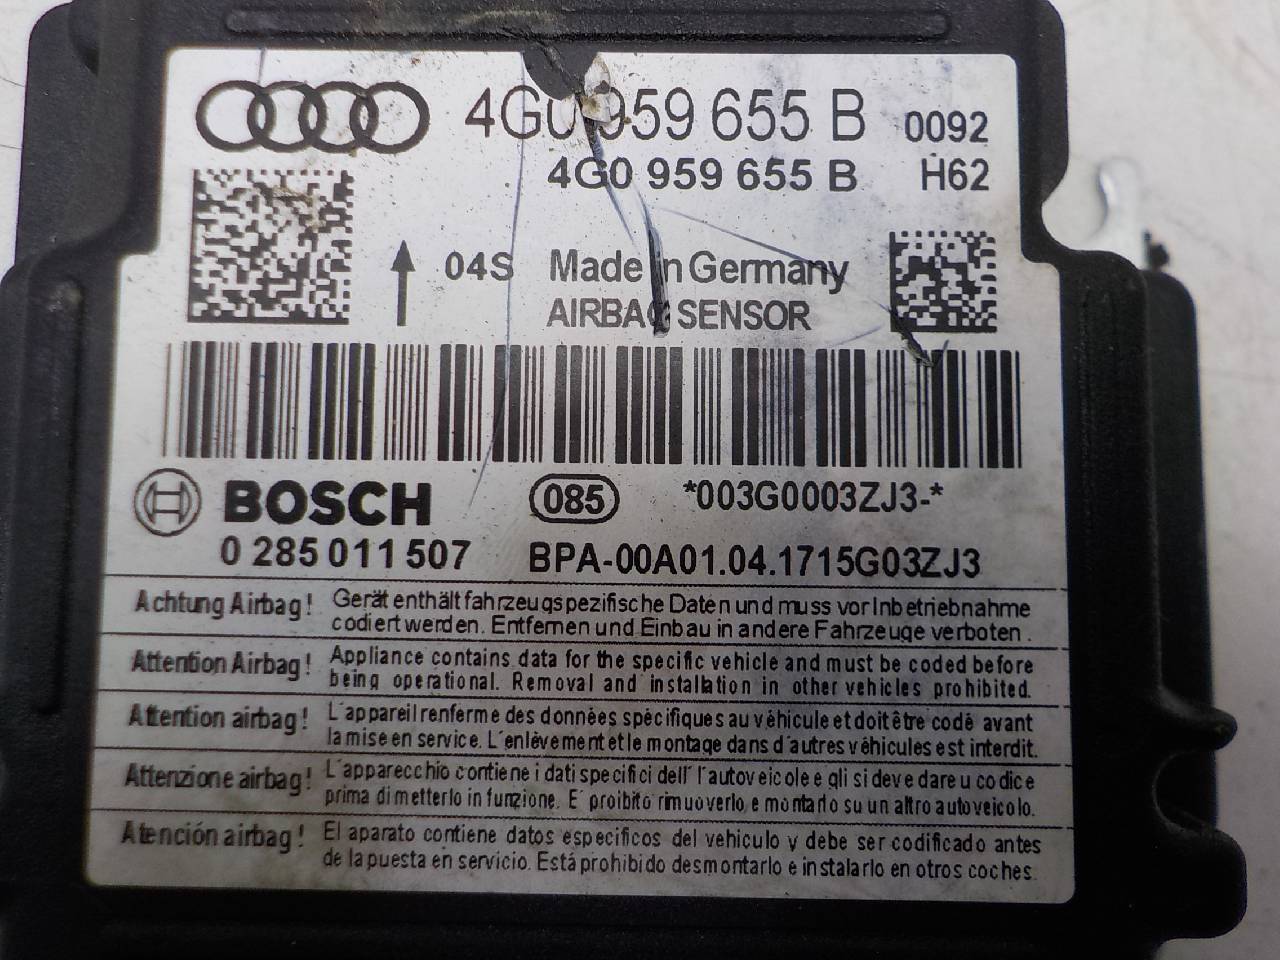 4G0 959 655 B 0092
4G0 959 655 B H62
04S Made in Germany
AIRBAG SENSOR
BOSCH 085 *003G0003ZJ3-*
0 285 011 507 BPA-00A01.04.1715G03ZJ3
Achtung Airbag! Gerät enthält fahrzeugspezifische Daten und muss vor Inbetriebnahme
codiert werden. Entfernen und Einbau in andere Fahrzeuge verboten.
Attention Airbag! Appliance contains data for the specific vehicle and must be coded before
being operational. Removal and installation in other vehicles prohibited.
Attention airbag! L'appareil renferme des données spécifiques au véhicule et doit être codé avant
la mise en service. L'enlèvement et le montage dans d'autres véhicules est interdit.
Attenzione airbag! L'apparecchio contiene i dati specifici dell' l'autoveicolo e gli si deve dare u codice
prima di metterlo in funzione. E' proibito rimuoverlo e montarlo su un altro autoveicolo.
Atención airbag! El aparato contiene datos especificos del vehiculo y debe ser codificado antes
de la puesta en servicio. Está prohibido desmontarlo e instalarlo en otros coches.